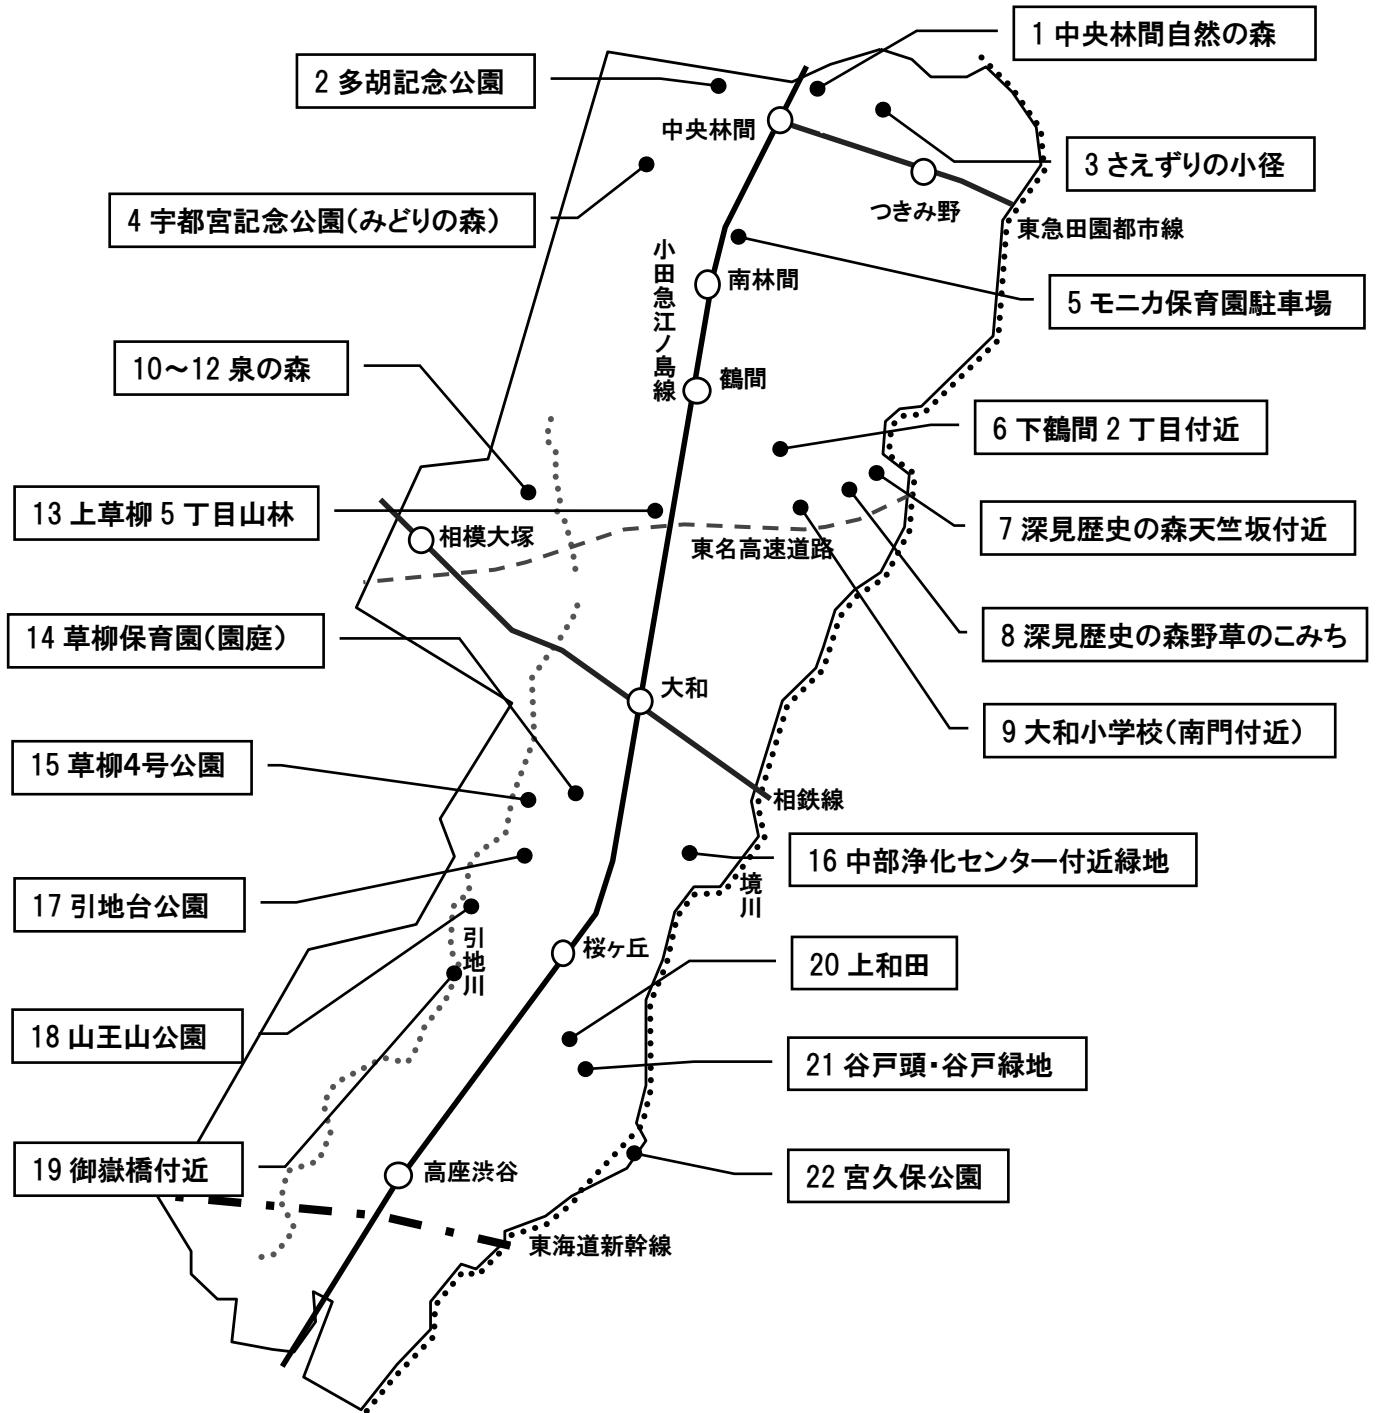 1 中央林間自然の森
2 多胡記念公園
中央林間
3 さえずりの小径
つきみ野
4 宇都宮記念公園(みどりの森)
東急田園都市線
小田急江ノ島線
南林間
5 モニカ保育園駐車場
10～12 泉の森
鶴間
6 下鶴間 2 丁目付近
13 上草柳 5 丁目山林
相模大塚
東名高速道路
7 深見歴史の森天竺坂付近
14 草柳保育園(園庭)
8 深見歴史の森野草のこみち
大和
9 大和小学校(南門付近)
15 草柳4号公園
相鉄線
16 中部浄化センター付近緑地
境川
17 引地台公園
引地川
桜ヶ丘
20 上和田
18 山王山公園
21 谷戸頭・谷戸緑地
19 御嶽橋付近
高座渋谷
22 宮久保公園
東海道新幹線